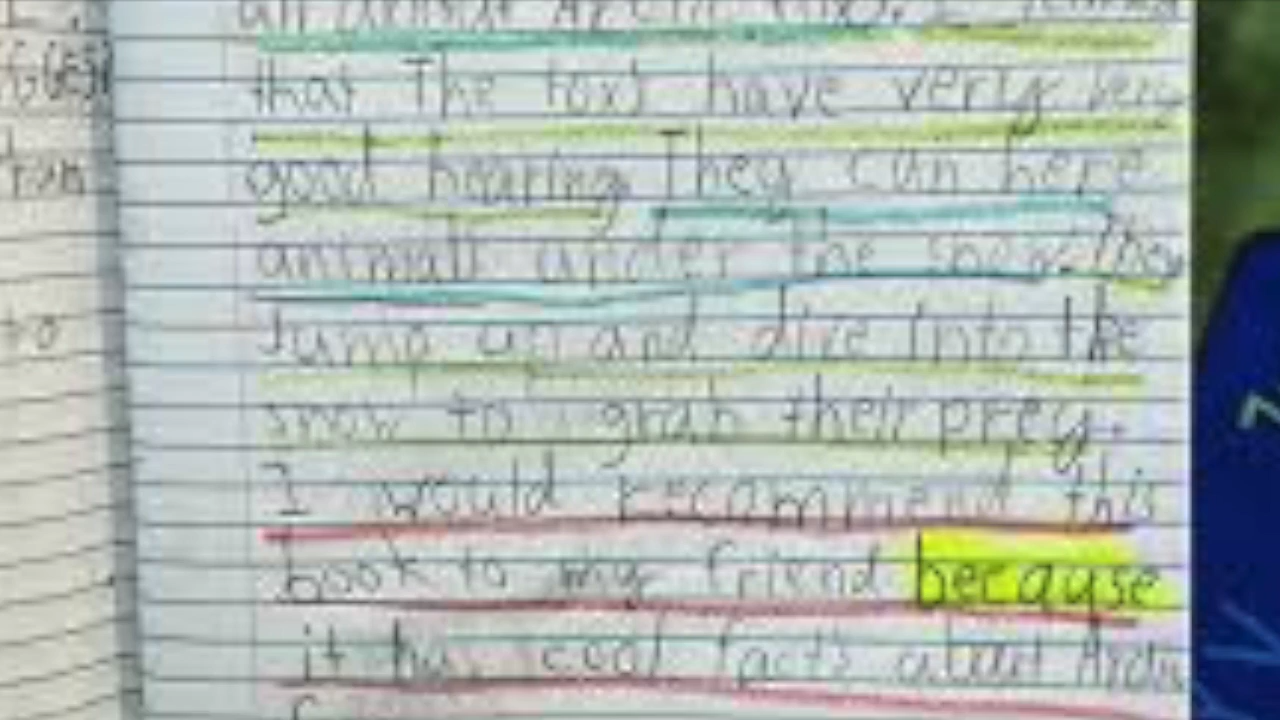 that The foxs have very very
good hearing They can here
animall under the snow. They
Jump up and dive into the
snow to grab their prey.
I would recommend this
book to my friend because
it has cool facts about